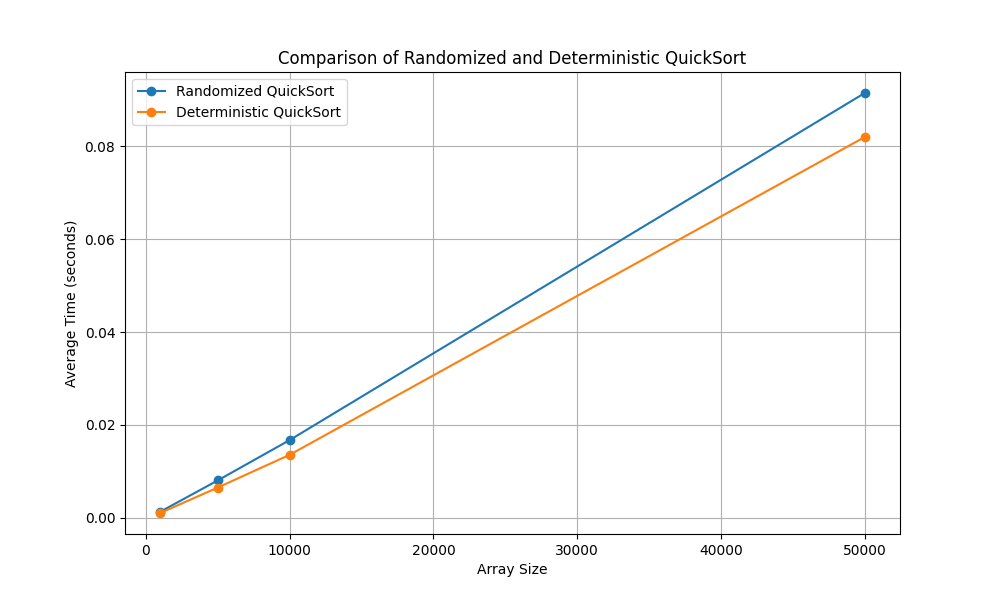 Comparison of Randomized and Deterministic QuickSort
Randomized QuickSort
Deterministic QuickSort
Average Time (seconds)
0.08
0.06
0.04
0.02
0.00
0
10000
20000
30000
40000
50000
Array Size